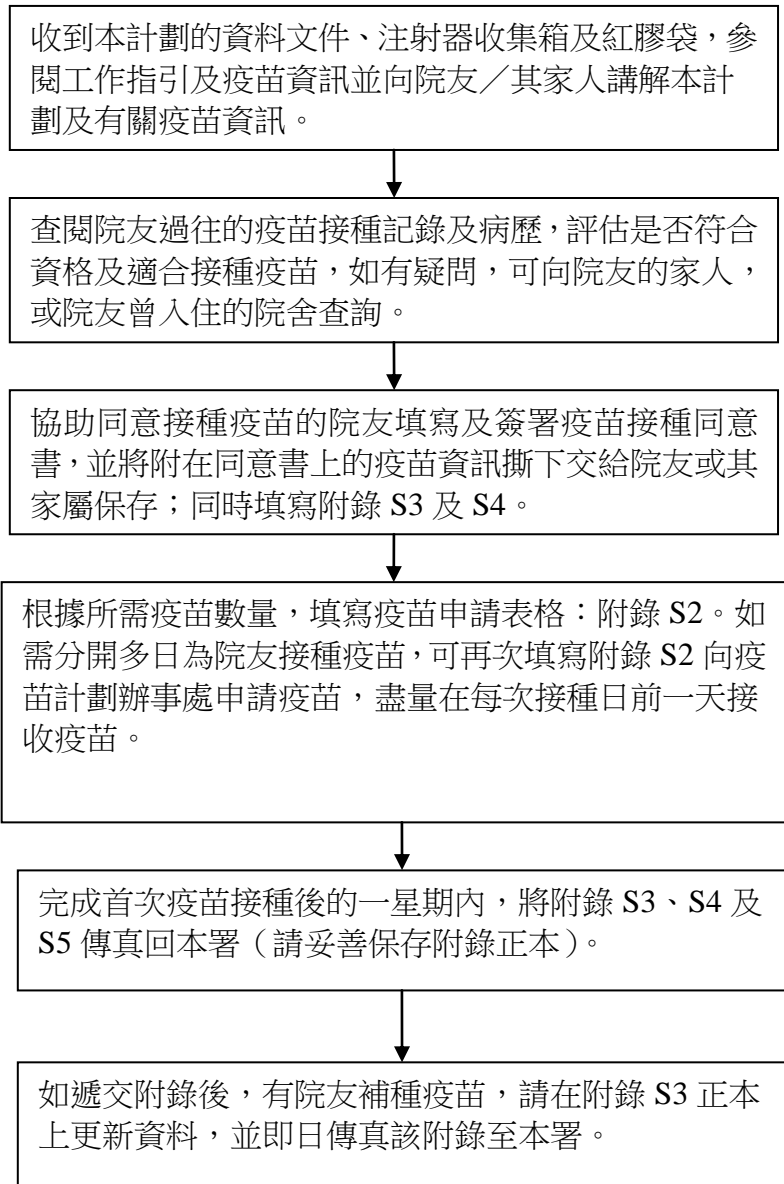 收到本計劃的資料文件、注射器收集箱及紅膠袋，參
閱工作指引及疫苗資訊並向院友／其家人講解本計
劃及有關疫苗資訊。
查閱院友過往的疫苗接種記錄及病歷，評估是否符合
資格及適合接種疫苗，如有疑問，可向院友的家人，
或院友曾入住的院舍查詢。
協助同意接種疫苗的院友填寫及簽署疫苗接種同意
書，並將附在同意書上的疫苗資訊撕下交給院友或其
家屬保存；同時填寫附錄 S3 及 S4。
根據所需疫苗數量，填寫疫苗申請表格：附錄 S2。如
需分開多日為院友接種疫苗，可再次填寫附錄 S2 向疫
苗計劃辦事處申請疫苗，盡量在每次接種日前一天接
收疫苗。
完成首次疫苗接種後的一星期內，將附錄 S3、S4 及
S5 傳真回本署（請妥善保存附錄正本）。
如遞交附錄後，有院友補種疫苗，請在附錄 S3 正本
上更新資料，並即日傳真該附錄至本署。